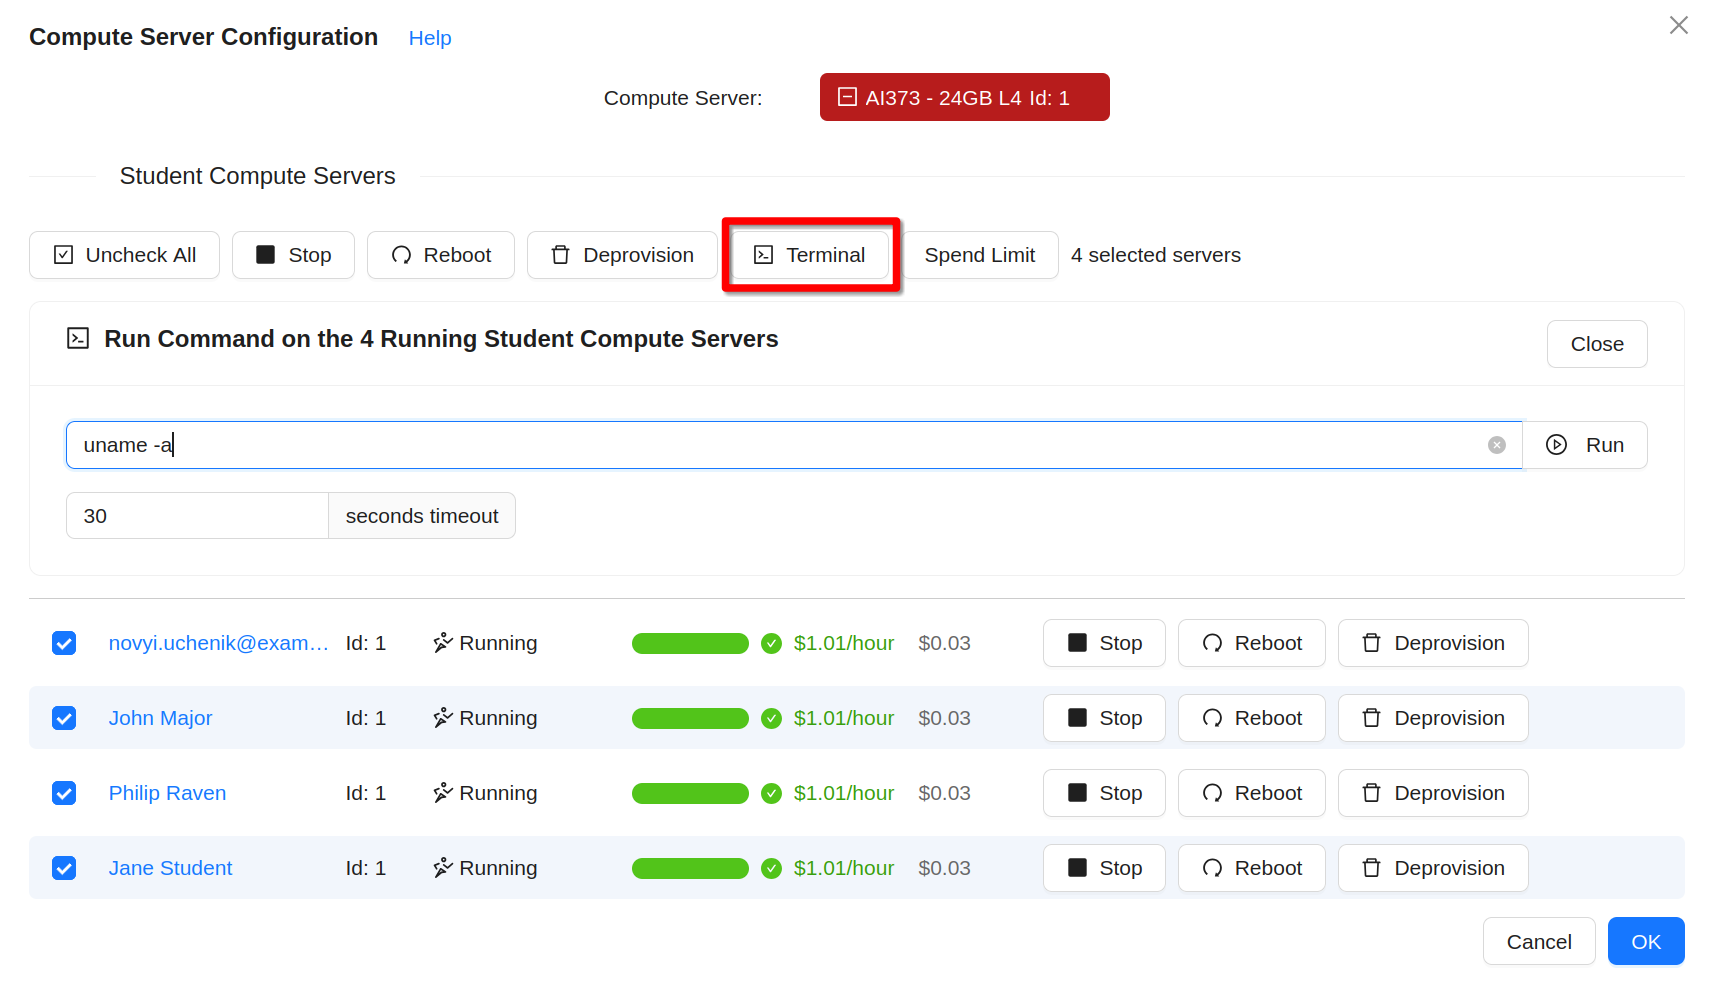 Compute Server Configuration Help
Compute Server: AI373 - 24GB L4 Id: 1
Student Compute Servers
Uncheck All Stop Reboot Deprovision Terminal Spend Limit 4 selected servers
Run Command on the 4 Running Student Compute Servers Close
uname -a Run
30 seconds timeout
novyi.uchenik@exam... Id: 1 Running $1.01/hour $0.03 Stop Reboot Deprovision
John Major Id: 1 Running $1.01/hour $0.03 Stop Reboot Deprovision
Philip Raven Id: 1 Running $1.01/hour $0.03 Stop Reboot Deprovision
Jane Student Id: 1 Running $1.01/hour $0.03 Stop Reboot Deprovision
Cancel OK